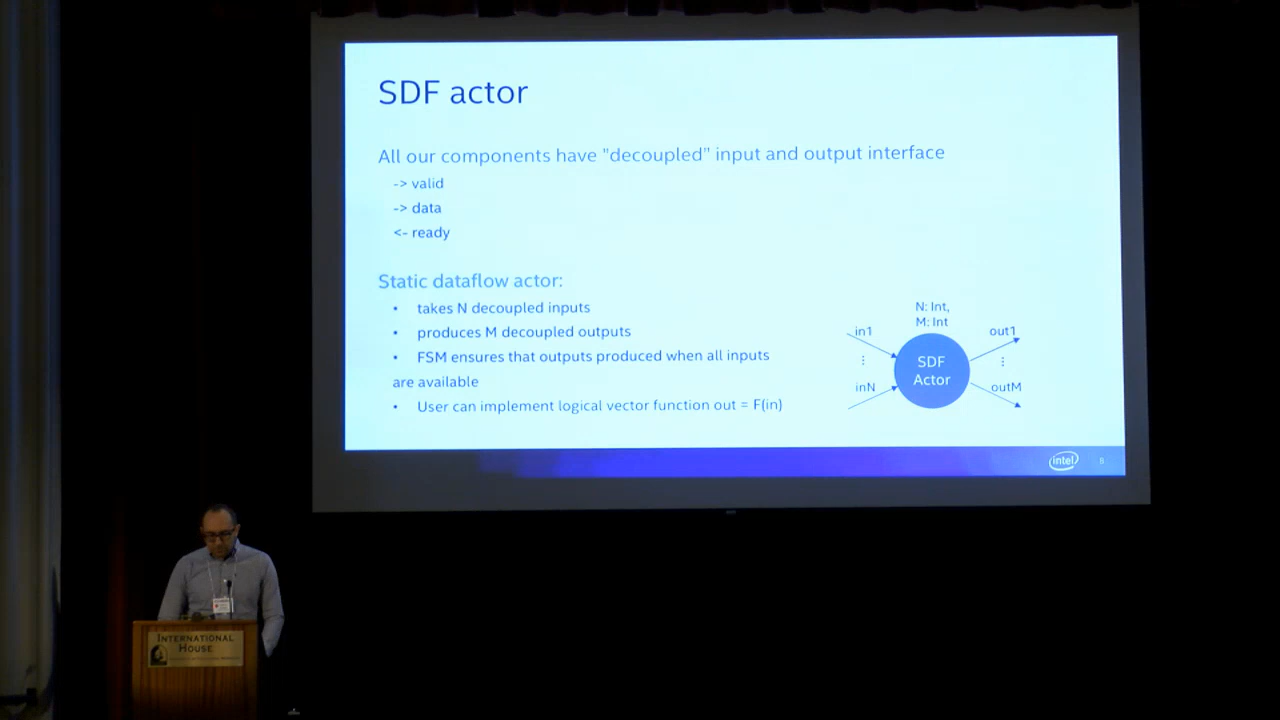 SDF actor
All our components have "decoupled" input and output interface
-> valid
-> data
<- ready
Static dataflow actor:
• takes N decoupled inputs
• produces M decoupled outputs
• FSM ensures that outputs produced when all inputs
are available
• User can implement logical vector function out = F(in)
N: Int,
M: Int
in1
out1
⋮
⋮
SDF
Actor
inN
outM
intel
INTERNATIONAL
HOUSE